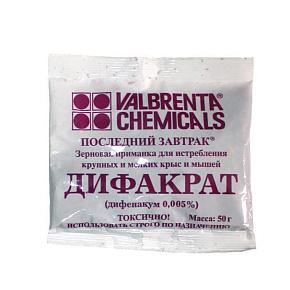 VALBRENTA®
CHEMICALS
ПОСЛЕДНИЙ ЗАВТРАК®
Зерновая приманка для истребления
крупных и мелких крыс и мышей
ДИФАКРАТ
(дифенакум 0,005%)
ТОКСИЧНО! Масса: 50 г
ИСПОЛЬЗОВАТЬ СТРОГО ПО НАЗНАЧЕНИЮ